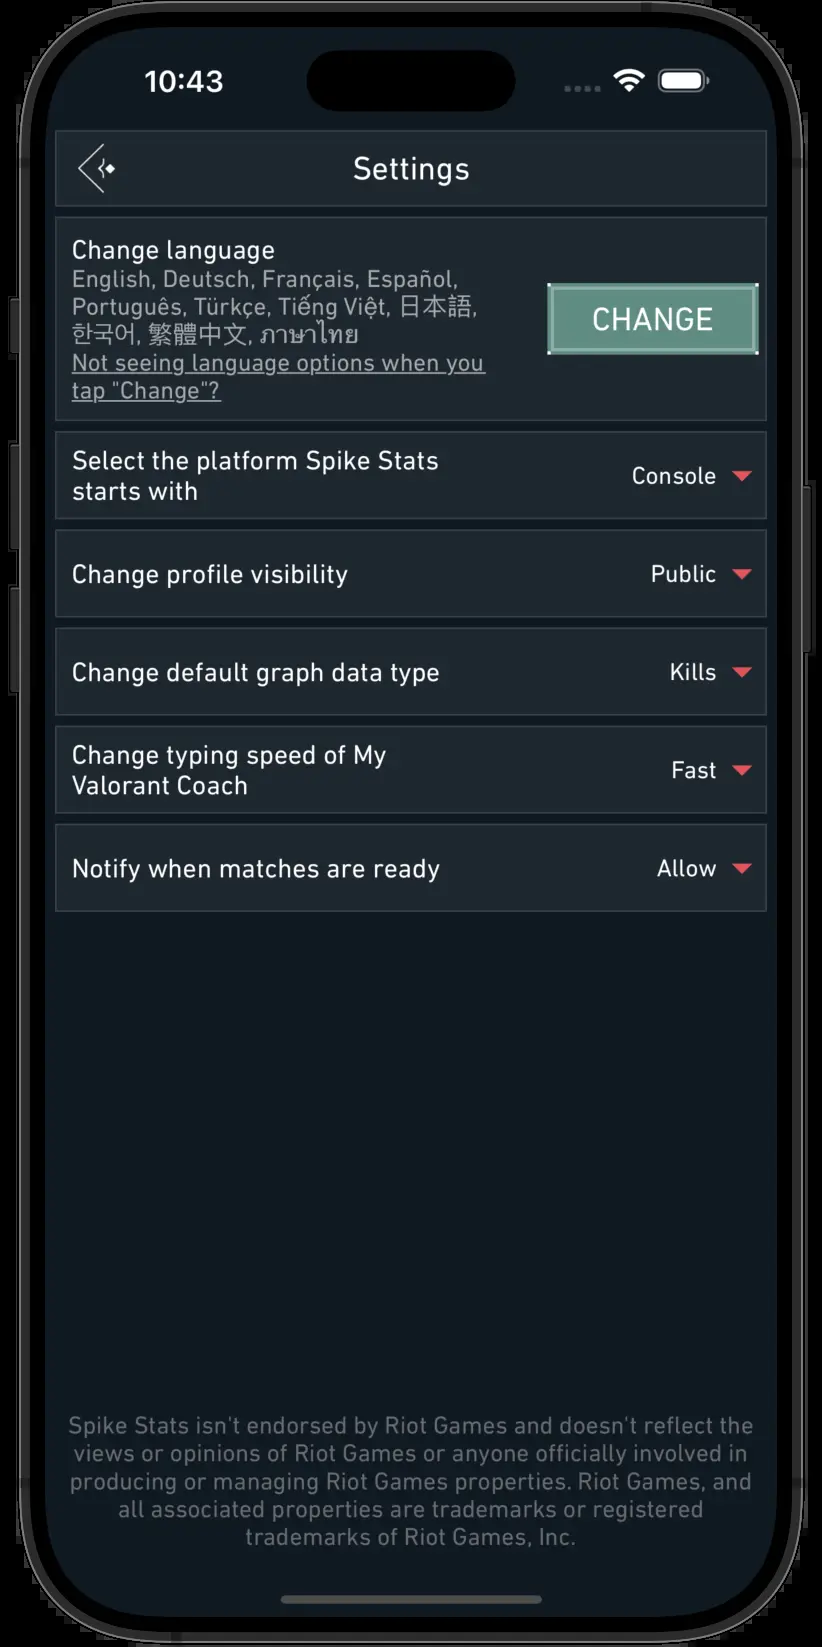 10:43
Settings
Change language
English, Deutsch, Français, Español,
Português, Türkçe, Tiếng Việt, 日本語,
한국어, 繁體中文, ภาษาไทย
Not seeing language options when you
tap "Change"?
CHANGE
Select the platform Spike Stats
starts with
Console
Change profile visibility
Public
Change default graph data type
Kills
Change typing speed of My
Valorant Coach
Fast
Notify when matches are ready
Allow
Spike Stats isn't endorsed by Riot Games and doesn't reflect the
views or opinions of Riot Games or anyone officially involved in
producing or managing Riot Games properties. Riot Games, and
all associated properties are trademarks or registered
trademarks of Riot Games, Inc.